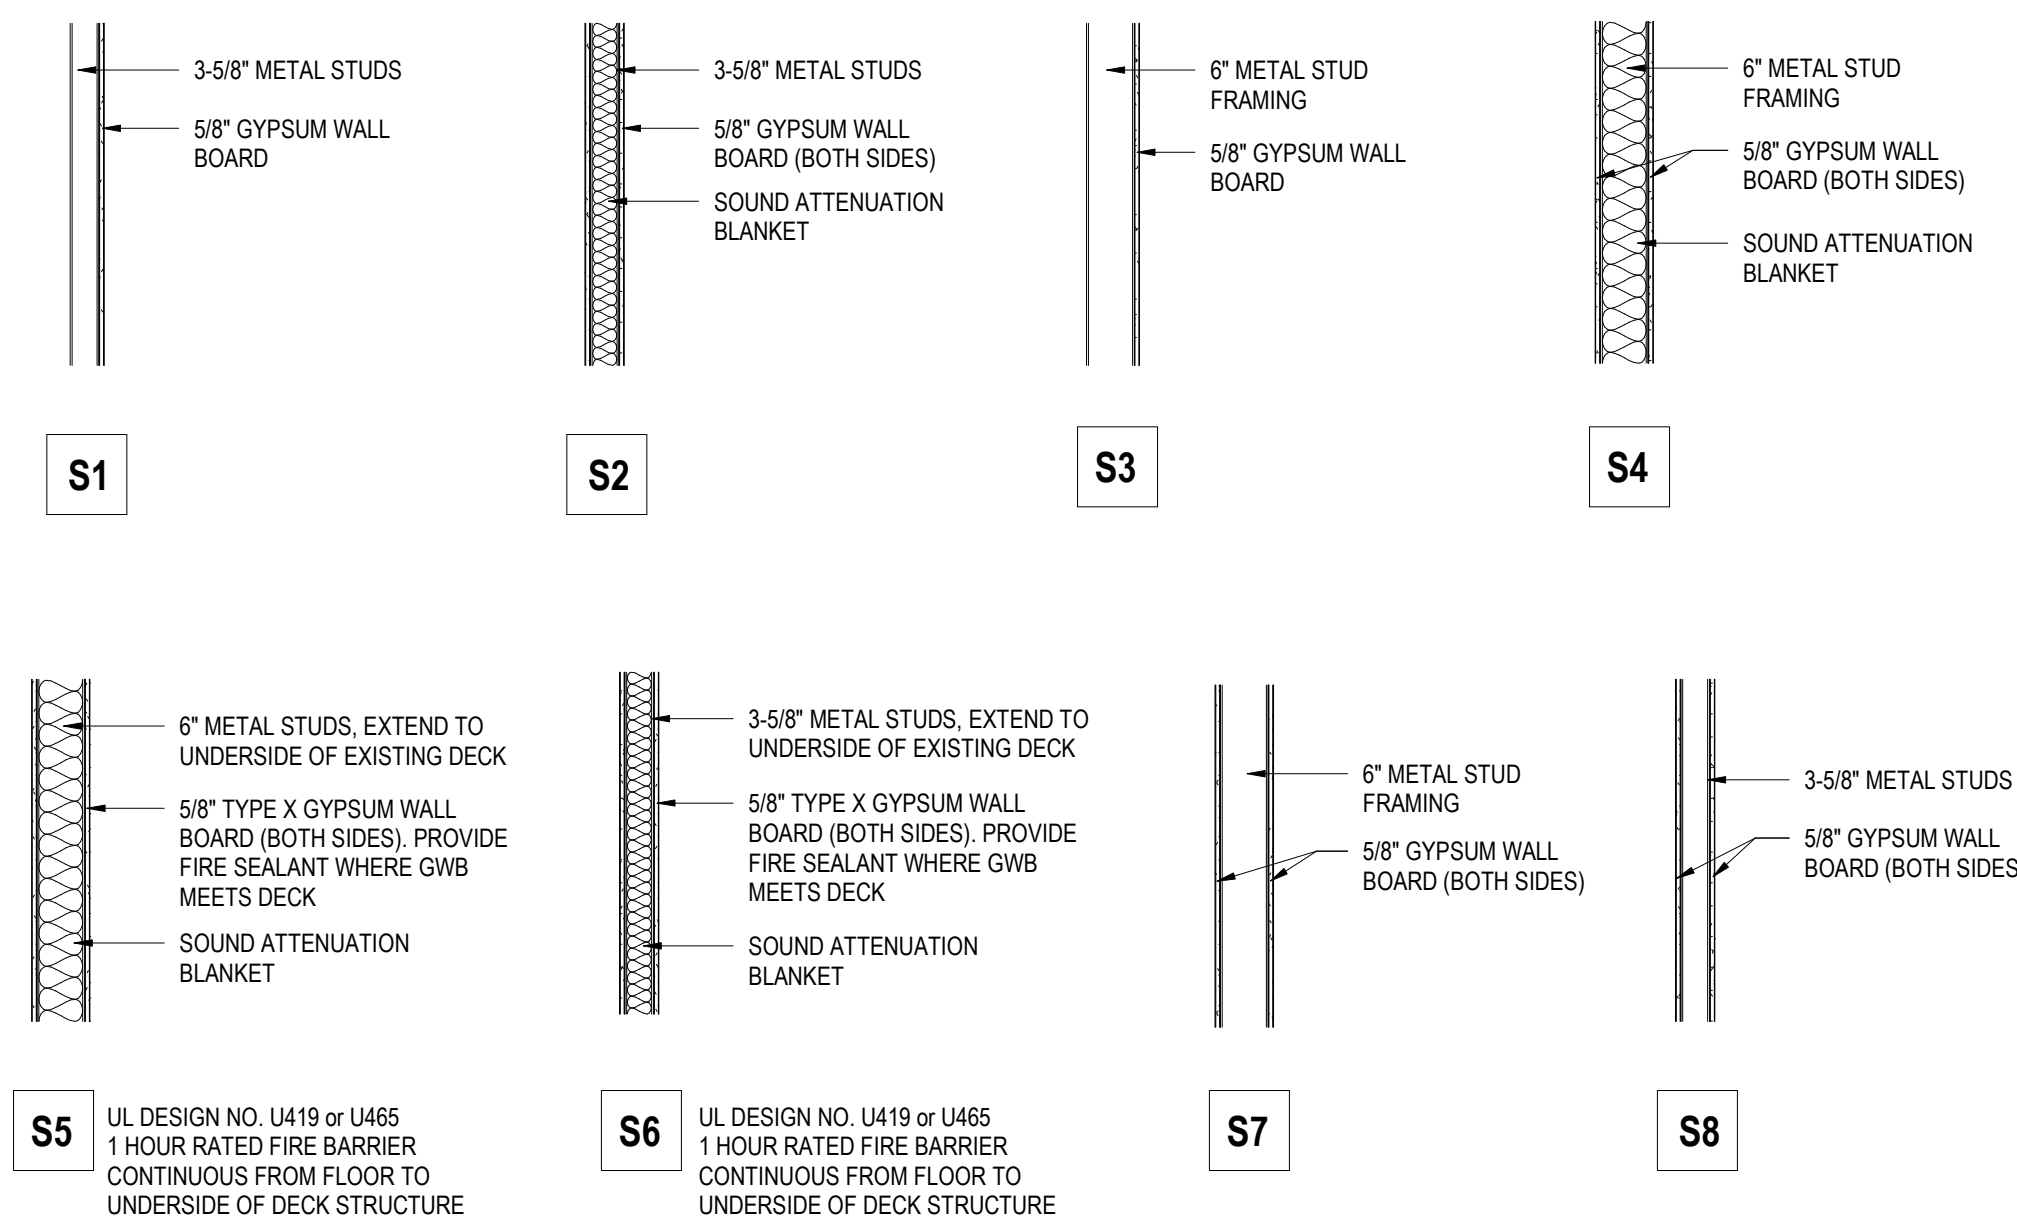 3-5/8" METAL STUDS
5/8" GYPSUM WALL
BOARD
S1
3-5/8" METAL STUDS
5/8" GYPSUM WALL
BOARD (BOTH SIDES)
SOUND ATTENUATION
BLANKET
S2
6" METAL STUD
FRAMING
5/8" GYPSUM WALL
BOARD
S3
6" METAL STUD
FRAMING
5/8" GYPSUM WALL
BOARD (BOTH SIDES)
SOUND ATTENUATION
BLANKET
S4
6" METAL STUDS, EXTEND TO
UNDERSIDE OF EXISTING DECK
5/8" TYPE X GYPSUM WALL
BOARD (BOTH SIDES). PROVIDE
FIRE SEALANT WHERE GWB
MEETS DECK
SOUND ATTENUATION
BLANKET
S5
UL DESIGN NO. U419 or U465
1 HOUR RATED FIRE BARRIER
CONTINUOUS FROM FLOOR TO
UNDERSIDE OF DECK STRUCTURE
3-5/8" METAL STUDS, EXTEND TO
UNDERSIDE OF EXISTING DECK
5/8" TYPE X GYPSUM WALL
BOARD (BOTH SIDES). PROVIDE
FIRE SEALANT WHERE GWB
MEETS DECK
SOUND ATTENUATION
BLANKET
S6
UL DESIGN NO. U419 or U465
1 HOUR RATED FIRE BARRIER
CONTINUOUS FROM FLOOR TO
UNDERSIDE OF DECK STRUCTURE
6" METAL STUD
FRAMING
5/8" GYPSUM WALL
BOARD (BOTH SIDES)
S7
3-5/8" METAL STUDS
5/8" GYPSUM WALL
BOARD (BOTH SIDES
S8